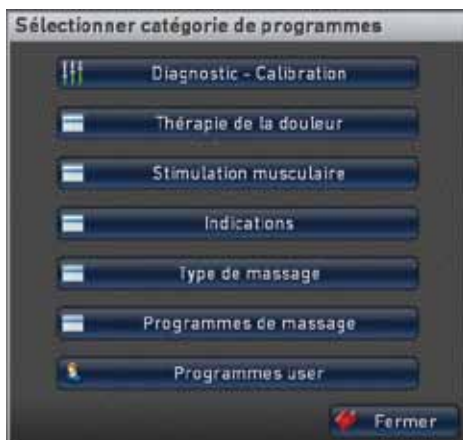 Sélectionner catégorie de programmes
Diagnostic - Calibration
Thérapie de la douleur
Stimulation musculaire
Indications
Type de massage
Programmes de massage
Programmes user
Fermer